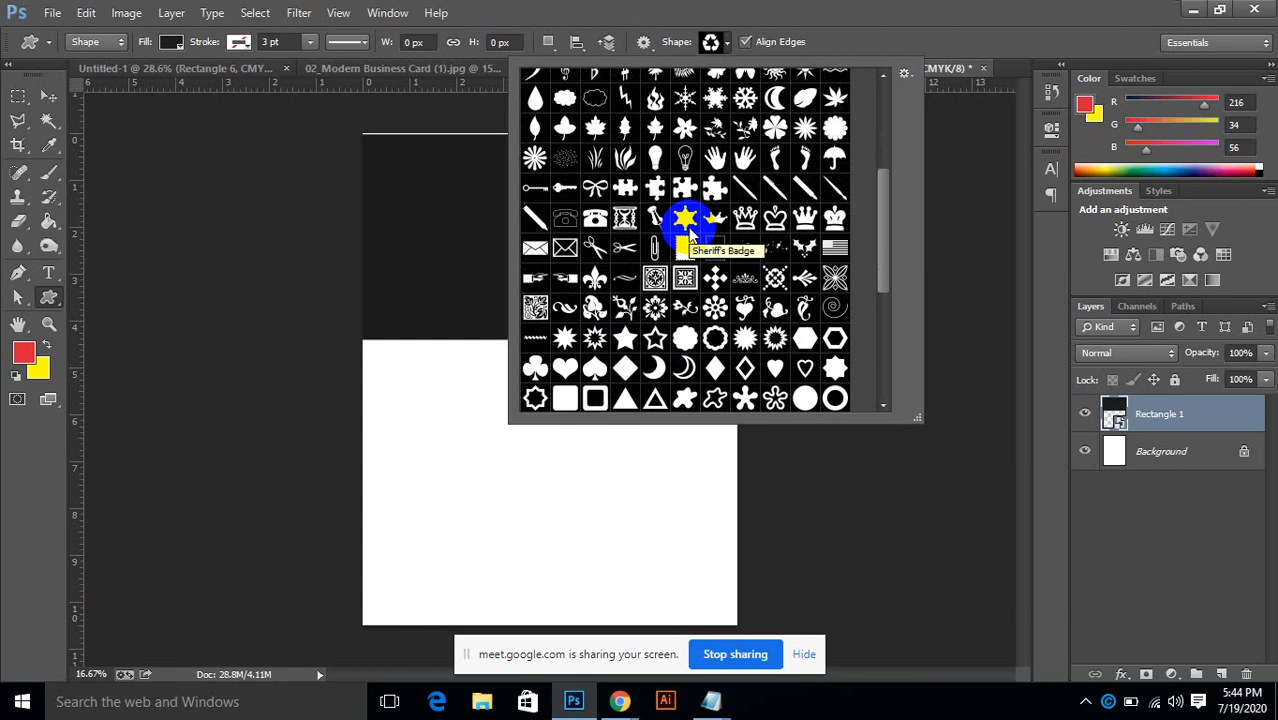 Ps File Edit Image Layer Type Select Filter View Window Help
Shape Fill: Stroke: 3 pt W: 0 px H: 0 px Shape: Align Edges Essentials
Untitled-1 @ 28.6% (Rectangle 6, CMY... × 02_Modern Business Card (1).jpg @ 15... CMYK/8) * ×
Color Swatches
R 216
G 34
B 56
Adjustments Styles
Sheriff's Badge
Layers Channels Paths
Kind
Normal Opacity: 100%
Lock: Fill: 100%
Rectangle 1
Background
meet.google.com is sharing your screen. Stop sharing Hide
16.67% Doc: 28.8M/4.11M
Search the web and Windows
5:44 PM
7/19/2020